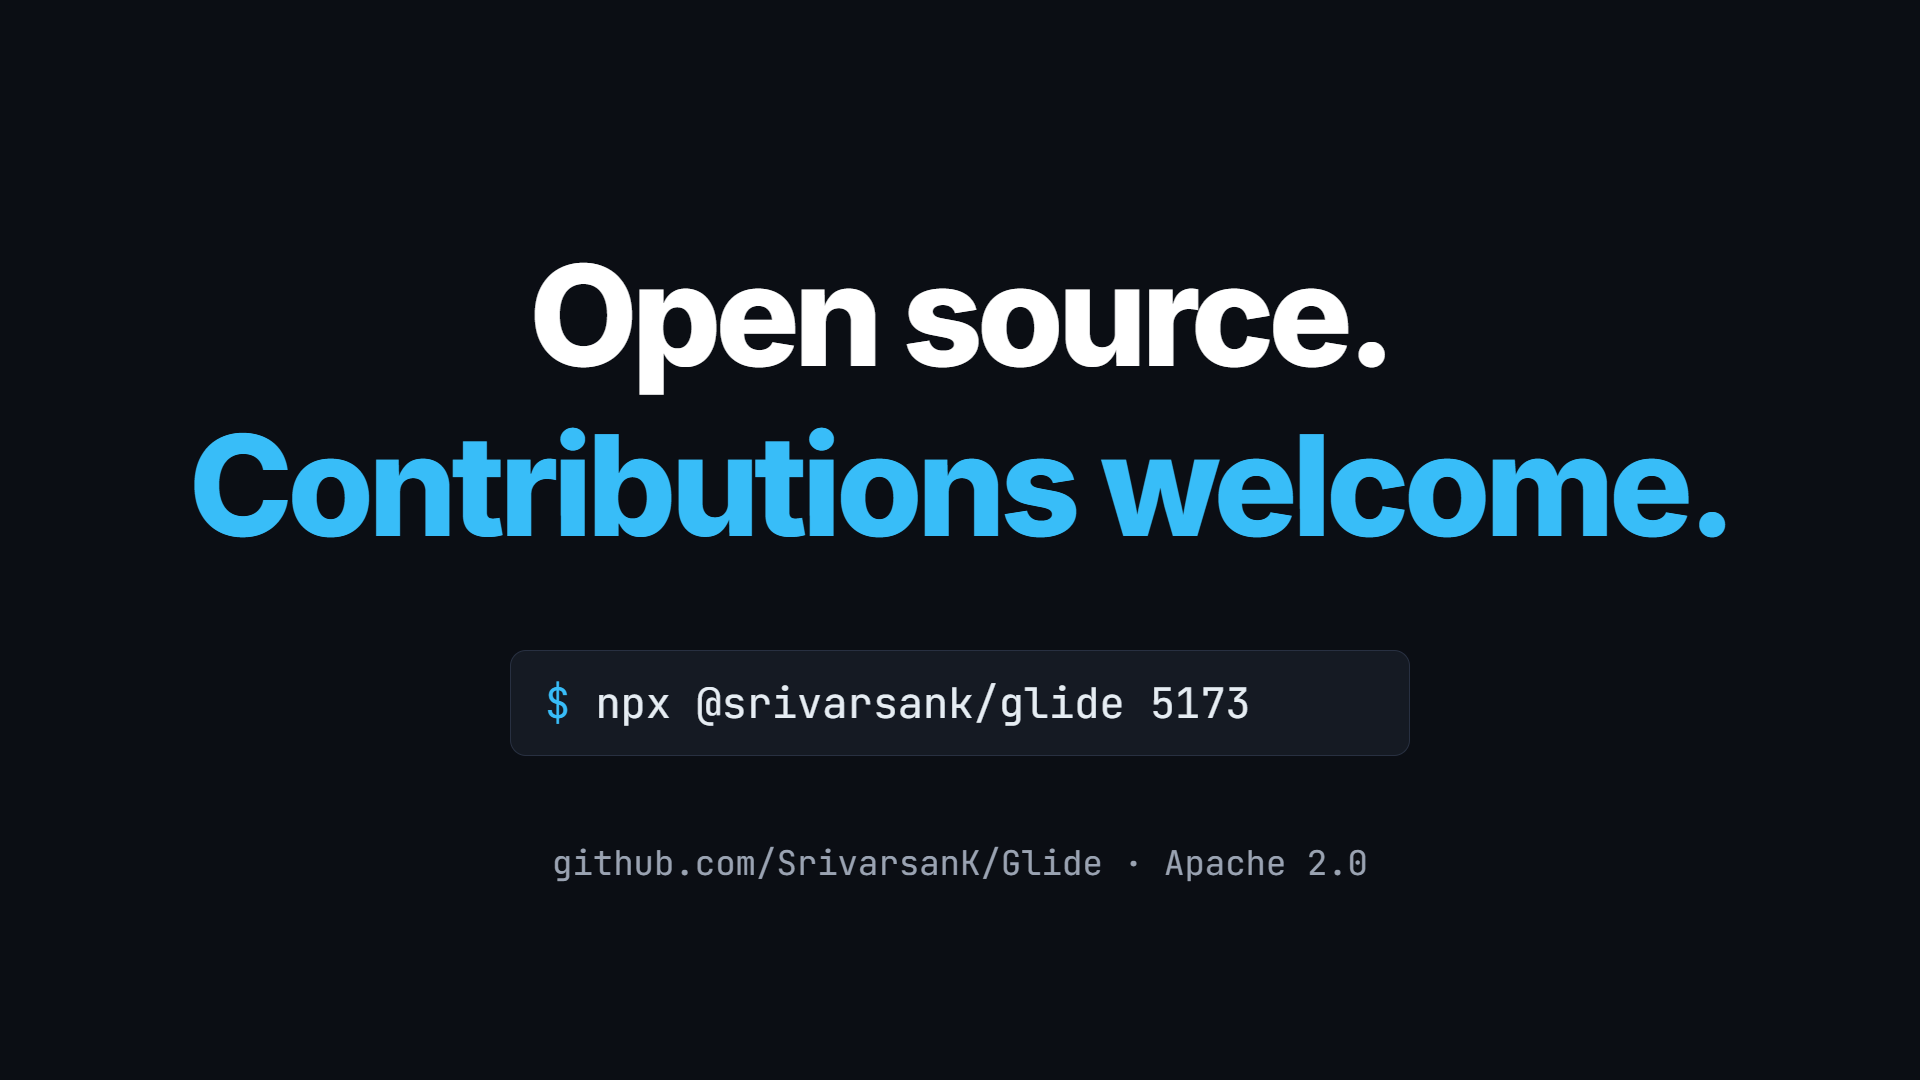 Open source.
Contributions welcome.
$ npx @srivarsank/glide 5173
github.com/SrivarsanK/Glide · Apache 2.0